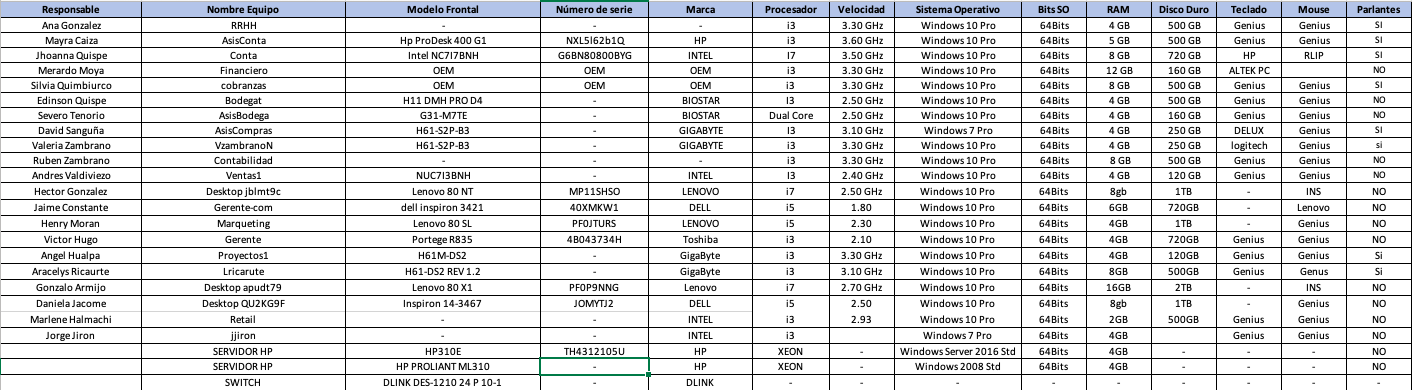 Responsable Nombre Equipo Modelo Frontal Número de serie Marca Procesador Velocidad Sistema Operativo Bits SO RAM Disco Duro Teclado Mouse Parlantes
Ana Gonzalez RRHH - - - i3 3.30 GHz Windows 10 Pro 64Bits 4 GB 500 GB Genius Genius SI
Mayra Caiza AsisConta Hp ProDesk 400 G1 NXL5I62b1Q HP i3 3.60 GHz Windows 10 Pro 64Bits 5 GB 500 GB Genius Genius SI
Jhoanna Quispe Conta Intel NC7I7BNH G6BN80800BYG INTEL I7 3.50 GHz Windows 10 Pro 64Bits 8 GB 720 GB HP RLIP SI
Merardo Moya Financiero OEM OEM OEM i3 3.30 GHz Windows 10 Pro 64Bits 12 GB 160 GB ALTEK PC NO
Silvia Quimbiurco cobranzas OEM OEM OEM i3 3.30 GHz Windows 10 Pro 64Bits 8 GB 500 GB Genius Genius SI
Edinson Quispe Bodegat H11 DMH PRO D4 - BIOSTAR I3 2.50 GHz Windows 10 Pro 64Bits 4 GB 500 GB Genius Genius NO
Severo Tenorio AsisBodega G31-M7TE - BIOSTAR Dual Core 2.50 GHz Windows 10 Pro 64Bits 4 GB 160 GB Genius Genius NO
David Sanguña AsisCompras H61-S2P-B3 - GIGABYTE I3 3.10 GHz Windows 7 Pro 64Bits 4 GB 250 GB DELUX Genius SI
Valeria Zambrano VzambranoN H61-S2P-B3 - GIGABYTE i3 3.30 GHz Windows 10 Pro 64Bits 4 GB 250 GB logitech Genius si
Ruben Zambrano Contabilidad - - - i3 3.30 GHz Windows 10 Pro 64Bits 8 GB 500 GB Genius Genius NO
Andres Valdiviezo Ventas1 NUC7I3BNH - INTEL I3 2.40 GHz Windows 10 Pro 64Bits 4 GB 120 GB Genius Genius NO
Hector Gonzalez Desktop jblmt9c Lenovo 80 NT MP11SHSO LENOVO i7 2.50 GHz Windows 10 Pro 64Bits 8gb 1TB - INS NO
Jaime Constante Gerente-com dell inspiron 3421 40XMKW1 DELL i5 1.80 Windows 10 Pro 64Bits 6GB 720GB - Lenovo NO
Henry Moran Marqueting Lenovo 80 SL PF0JTURS LENOVO i5 2.30 Windows 10 Pro 64Bits 4GB 1TB - Genius NO
Victor Hugo Gerente Portege R835 4B043734H Toshiba i3 2.10 Windows 10 Pro 64Bits 4GB 720GB Genius Genius NO
Angel Hualpa Proyectos1 H61M-DS2 - GigaByte i3 3.30 GHz Windows 10 Pro 64Bits 4GB 120GB Genius Genius Si
Aracelys Ricaurte Lricarute H61-DS2 REV 1.2 - GigaByte i3 3.10 GHz Windows 10 Pro 64Bits 8GB 500GB Genius Genus Si
Gonzalo Armijo Desktop apudt79 Lenovo 80 X1 PF0P9NNG Lenovo i7 2.70 GHz Windows 10 Pro 64Bits 16GB 2TB - INS NO
Daniela Jacome Desktop QU2KG9F Inspiron 14-3467 JOMYTJ2 DELL i5 2.50 Windows 10 Pro 64Bits 8gb 1TB - Genius NO
Marlene Halmachi Retail - - INTEL i3 2.93 Windows 10 Pro 64Bits 2GB 500GB Genius Genius NO
Jorge Jiron jjiron - - INTEL i3 Windows 7 Pro 64Bits 4GB Genius Genius NO
SERVIDOR HP HP310E TH4312105U HP XEON - Windows Server 2016 Std 64Bits 4GB - - - NO
SERVIDOR HP HP PROLIANT ML310 - HP XEON - Windows 2008 Std 64Bits 4GB - - - NO
SWITCH DLINK DES-1210 24 P 10-1 - DLINK - - - - - - - - -